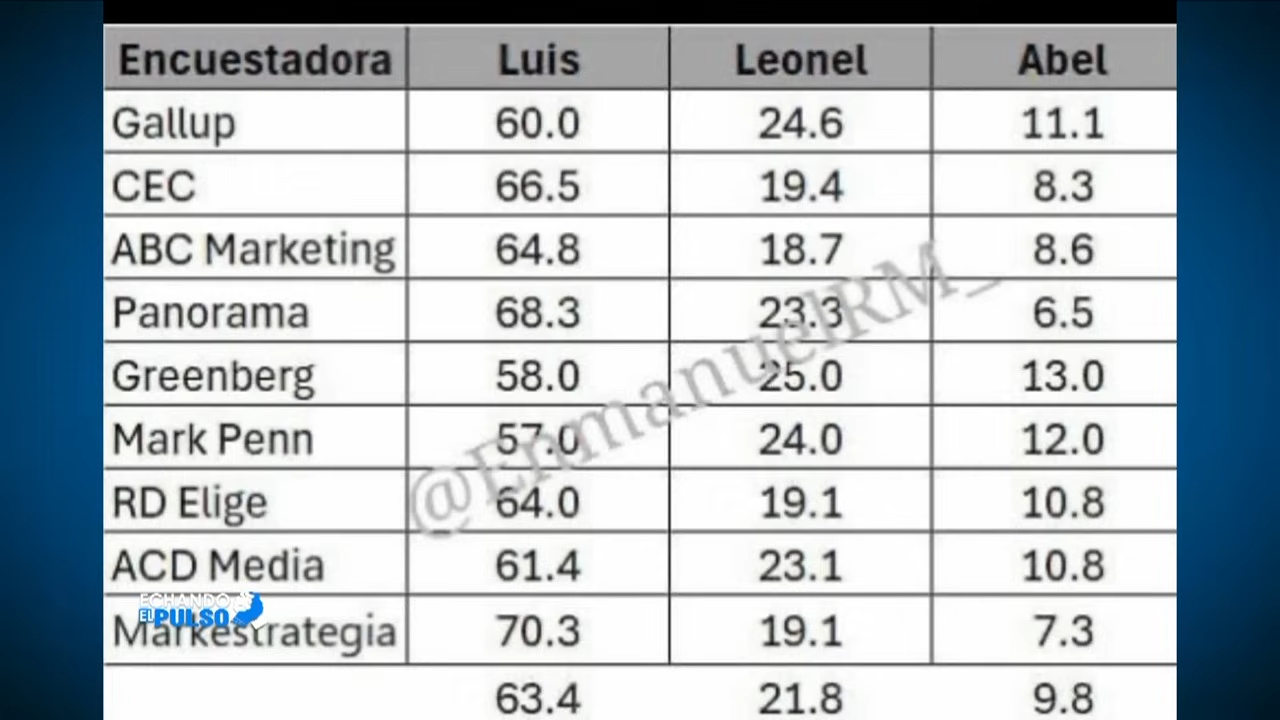 Encuestadora Luis Leonel Abel
Gallup 60.0 24.6 11.1
CEC 66.5 19.4 8.3
ABC Marketing 64.8 18.7 8.6
Panorama 68.3 23.3 6.5
Greenberg 58.0 25.0 13.0
Mark Penn 57.0 24.0 12.0
RD Elige 64.0 19.1 10.8
ACD Media 61.4 23.1 10.8
Markestrategia 70.3 19.1 7.3
63.4 21.8 9.8
@EnmanuelRM_
ECHANDO
EL PULSO